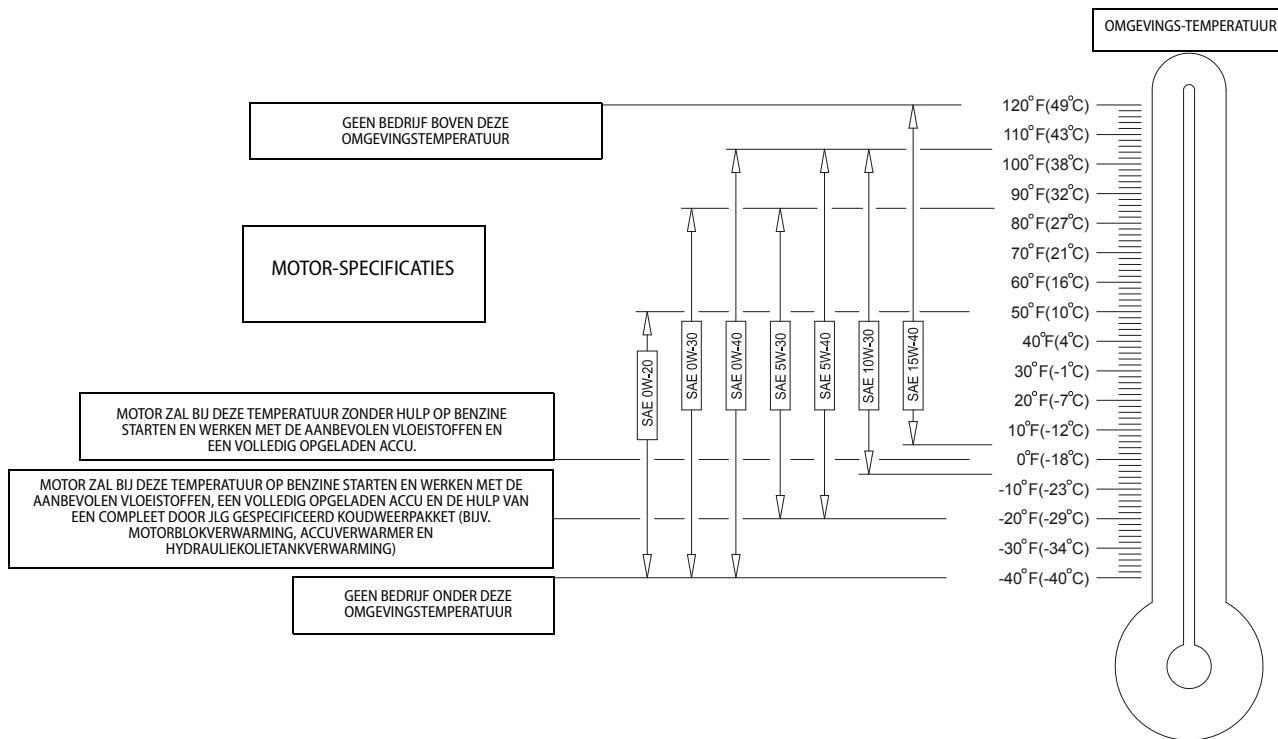 OMGEVINGS-TEMPERATUUR
GEEN BEDRIJF BOVEN DEZE
OMGEVINGSTEMPERATUUR
MOTOR-SPECIFICATIES
MOTOR ZAL BIJ DEZE TEMPERATUUR ZONDER HULP OP BENZINE
STARTEN EN WERKEN MET DE AANBEVOLEN VLOEISTOFFEN EN
EEN VOLLEDIG OPGELADEN ACCU.
MOTOR ZAL BIJ DEZE TEMPERATUUR OP BENZINE STARTEN EN WERKEN MET DE
AANBEVOLEN VLOEISTOFFEN, EEN VOLLEDIG OPGELADEN ACCU EN DE HULP VAN
EEN COMPLEET DOOR JLG GESPECIFICEERD KOUDWEERPAKKET (BIJV.
MOTORBLOKVERWARMING, ACCUVERWARMER EN
HYDRAULIEKOLIETANKVERWARMING)
GEEN BEDRIJF ONDER DEZE
OMGEVINGSTEMPERATUUR
SAE 0W-20
SAE 0W-30
SAE 0W-40
SAE 5W-30
SAE 5W-40
SAE 10W-30
SAE 15W-40
120°F(49°C)
110°F(43°C)
100°F(38°C)
90°F(32°C)
80°F(27°C)
70°F(21°C)
60°F(16°C)
50°F(10°C)
40°F(4°C)
30°F(-1°C)
20°F(-7°C)
10°F(-12°C)
0°F(-18°C)
-10°F(-23°C)
-20°F(-29°C)
-30°F(-34°C)
-40°F(-40°C)